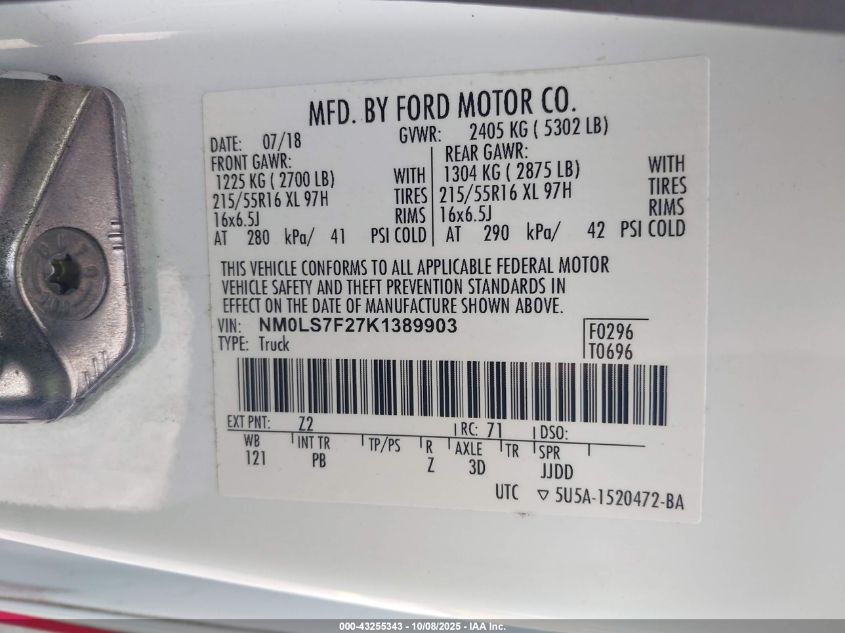 MFD. BY FORD MOTOR CO.
DATE: 07/18 GVWR: 2405 KG ( 5302 LB)
FRONT GAWR: REAR GAWR:
1225 KG ( 2700 LB) WITH 1304 KG ( 2875 LB) WITH
215/55R16 XL 97H TIRES 215/55R16 XL 97H TIRES
16x6.5J RIMS 16x6.5J RIMS
AT 280 kPa/ 41 PSI COLD AT 290 kPa/ 42 PSI COLD
THIS VEHICLE CONFORMS TO ALL APPLICABLE FEDERAL MOTOR
VEHICLE SAFETY AND THEFT PREVENTION STANDARDS IN
EFFECT ON THE DATE OF MANUFACTURE SHOWN ABOVE.
VIN: NM0LS7F27K1389903 F0296
TYPE: Truck T0696
EXT PNT: Z2 RC: 71 DSO:
WB INT TR TP/PS R AXLE TR SPR
121 PB Z 3D JJDD
UTC ▽ 5U5A-1520472-BA
000-43255343 | 10/08/2025 - IAA Inc.